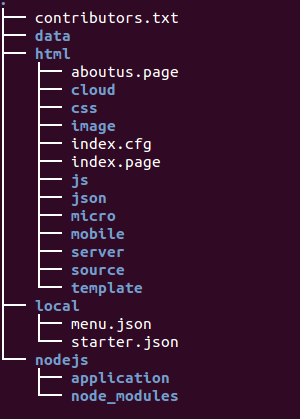 .
contributors.txt
data
html
aboutus.page
cloud
css
image
index.cfg
index.page
js
json
micro
mobile
server
source
template
local
menu.json
starter.json
nodejs
application
node_modules